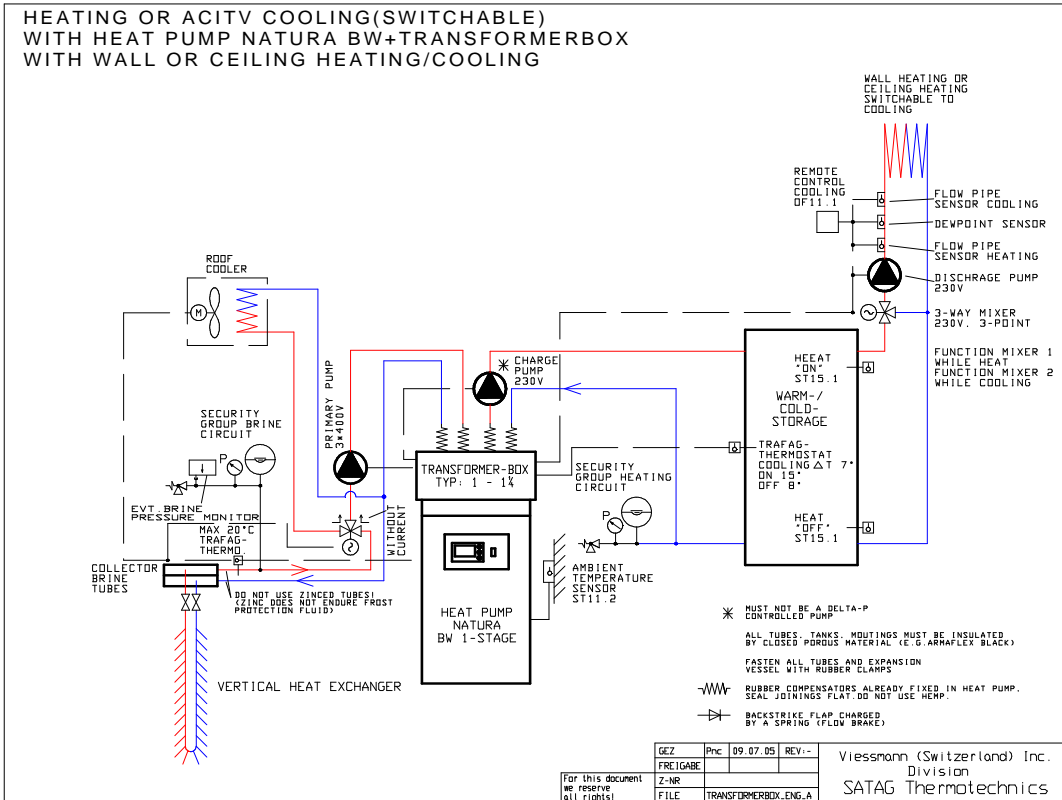 HEATING OR ACITV COOLING(SWITCHABLE)
WITH HEAT PUMP NATURA BW+TRANSFORMERBOX
WITH WALL OR CEILING HEATING/COOLING
WALL HEATING OR
CEILING HEATING
SWITCHABLE TO
COOLING
REMOTE
CONTROL
COOLING
OF11.1
FLOW PIPE
SENSOR COOLING
DEWPOINT SENSOR
FLOW PIPE
SENSOR HEATING
DISCHRAGE PUMP
230V
3-WAY MIXER
230V. 3-POINT
FUNCTION MIXER 1
WHILE HEAT
FUNCTION MIXER 2
WHILE COOLING
ROOF
COOLER
M
PRIMARY PUMP
3*400V
CHARGE
PUMP
230V
HEEAT
"ON"
ST15.1
WARM-/
COLD-
STORAGE
TRAFAG-
THERMOSTAT
COOLING △T 7°
ON 15°
OFF 8°
HEAT
"OFF"
ST15.1
SECURITY
GROUP BRINE
CIRCUIT
P
EVT.BRINE
PRESSURE MONITOR
MAX 20°C
TRAFAG-
THERMO.
WITHOUT
CURRENT
TRANSFORMER-BOX
TYP: 1 - 1¾
SECURITY
GROUP HEATING
CIRCUIT
P
COLLECTOR
BRINE
TUBES
DO NOT USE ZINCED TUBES!
(ZINC DOES NOT ENDURE FROST
PROTECTION FLUID)
AMBIENT
TEMPERATURE
SENSOR
ST11.2
HEAT PUMP
NATURA
BW 1-STAGE
VERTICAL HEAT EXCHANGER
MUST NOT BE A DELTA-P
CONTROLLED PUMP
ALL TUBES. TANKS. MOUTINGS MUST BE INSULATED
BY CLOSED POROUS MATERIAL (E.G.ARMAFLEX BLACK)
FASTEN ALL TUBES AND EXPANSION
VESSEL WITH RUBBER CLAMPS
RUBBER COMPENSATORS ALREADY FIXED IN HEAT PUMP.
SEAL JOININGS FLAT.DO NOT USE HEMP.
BACKSTRIKE FLAP CHARGED
BY A SPRING (FLOW BRAKE)
GEZ Pnc 09.07.05 REV:-
FREIGABE
Z-NR
FILE TRANSFORMERBOX_ENG_A
For this document
we reserve
all rights!
Viessmann (Switzerland) Inc.
Division
SATAG Thermotechnics